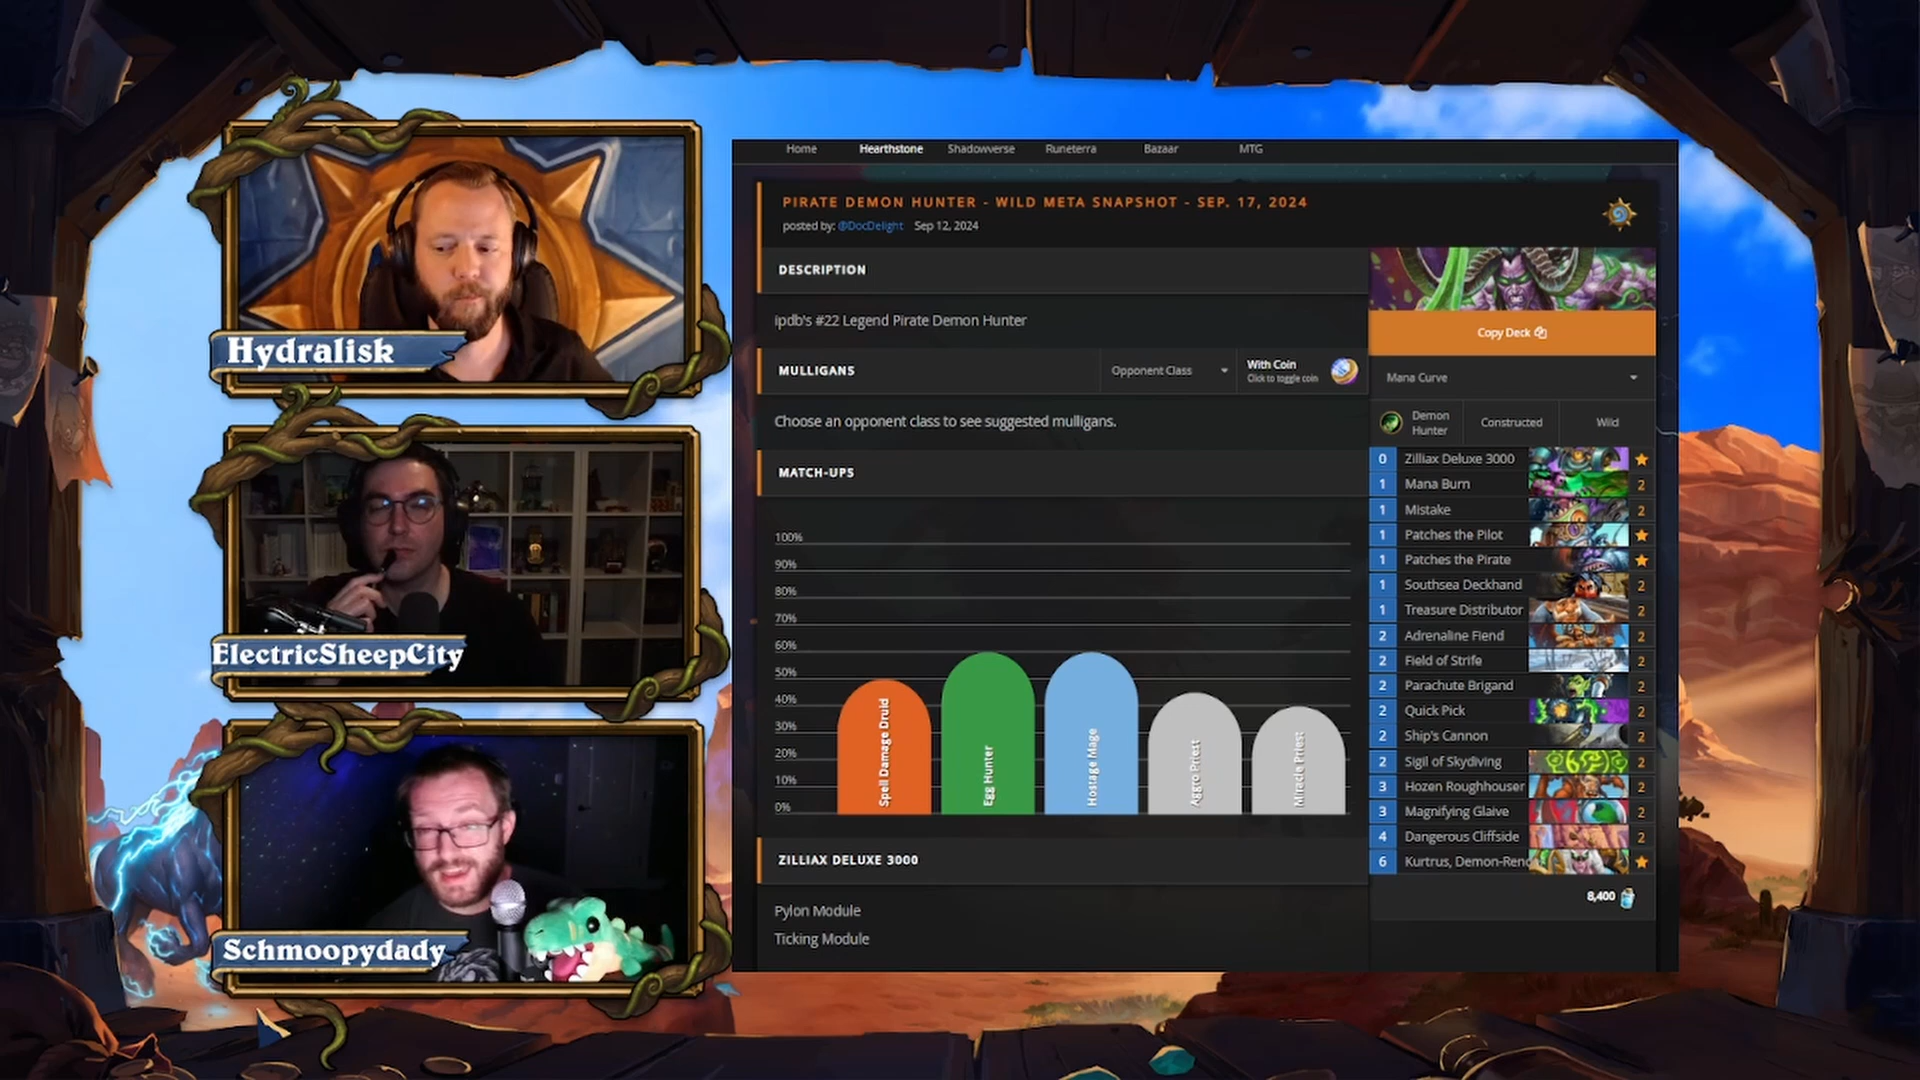 Hydralisk
ElectricSheepCity
Schmoopydady
Home Hearthstone Shadowverse Runeterra Bazaar MTG
PIRATE DEMON HUNTER - WILD META SNAPSHOT - SEP. 17, 2024
posted by: @DocDelight Sep 12, 2024
DESCRIPTION
ipdb's #22 Legend Pirate Demon Hunter
MULLIGANS
Opponent Class
With Coin
Click to toggle coin
Choose an opponent class to see suggested mulligans.
MATCH-UPS
100%
90%
80%
70%
60%
50%
40%
30%
20%
10%
0%
Spell Damage Druid
Egg Hunter
Hostage Mage
Aggro Priest
Miracle Priest
ZILLIAX DELUXE 3000
Pylon Module
Ticking Module
Copy Deck
Mana Curve
Demon
Hunter
Constructed
Wild
0 Zilliax Deluxe 3000
1 Mana Burn 2
1 Mistake 2
1 Patches the Pilot
1 Patches the Pirate
1 Southsea Deckhand 2
1 Treasure Distributor 2
2 Adrenaline Fiend 2
2 Field of Strife 2
2 Parachute Brigand 2
2 Quick Pick 2
2 Ship's Cannon 2
2 Sigil of Skydiving 2
3 Hozen Roughhouser 2
3 Magnifying Glaive 2
4 Dangerous Cliffside 2
6 Kurtrus, Demon-Rend
8,400